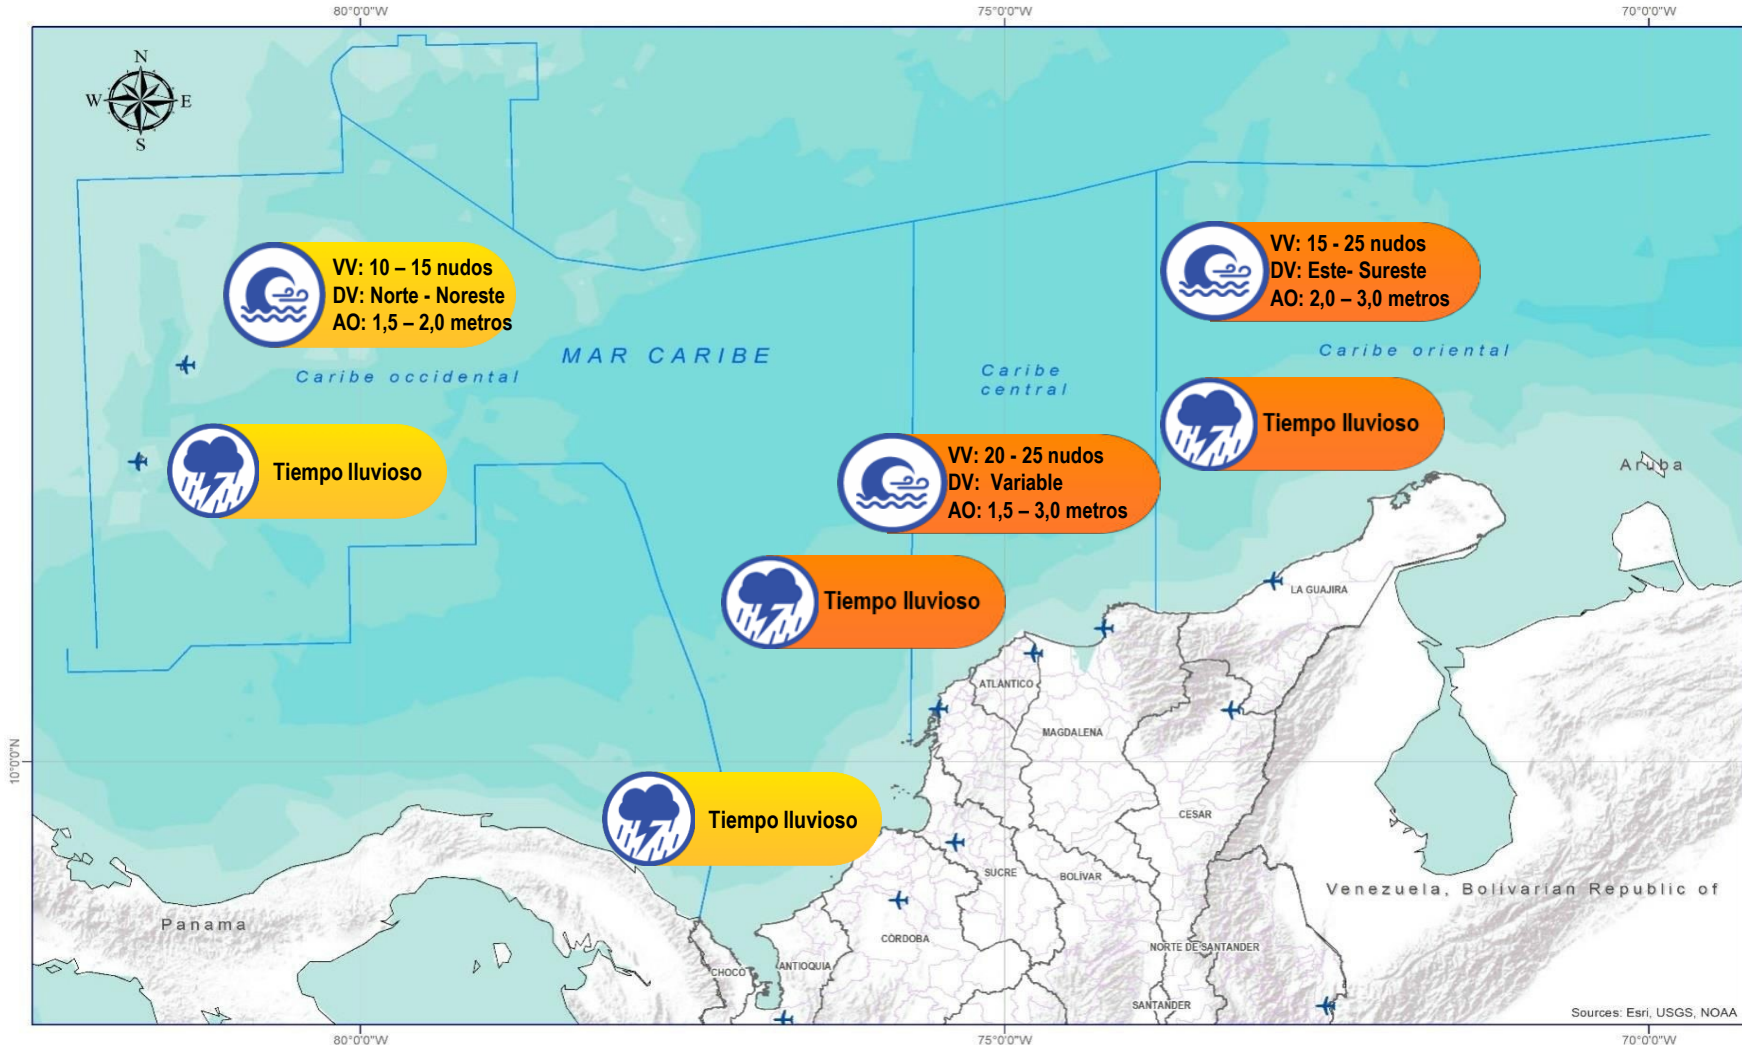 80°0'0"W
75°0'0"W
70°0'0"W
N
W
E
S
VV: 10 – 15 nudos
DV: Norte - Noreste
AO: 1,5 – 2,0 metros
VV: 15 - 25 nudos
DV: Este- Sureste
AO: 2,0 – 3,0 metros
MAR CARIBE
Caribe occidental
Caribe
central
Caribe oriental
Tiempo lluvioso
Tiempo lluvioso
VV: 20 - 25 nudos
DV: Variable
AO: 1,5 – 3,0 metros
Aruba
Tiempo lluvioso
LA GUAJIRA
ATLÁNTICO
MAGDALENA
10°0'0"N
Tiempo lluvioso
CESAR
SUCRE
BOLÍVAR
Venezuela, Bolivarian Republic of
Panama
CÓRDOBA
NORTE DE SANTANDER
CHOCÓ
ANTIOQUIA
SANTANDER
Sources: Esri, USGS, NOAA
80°0'0"W
75°0'0"W
70°0'0"W